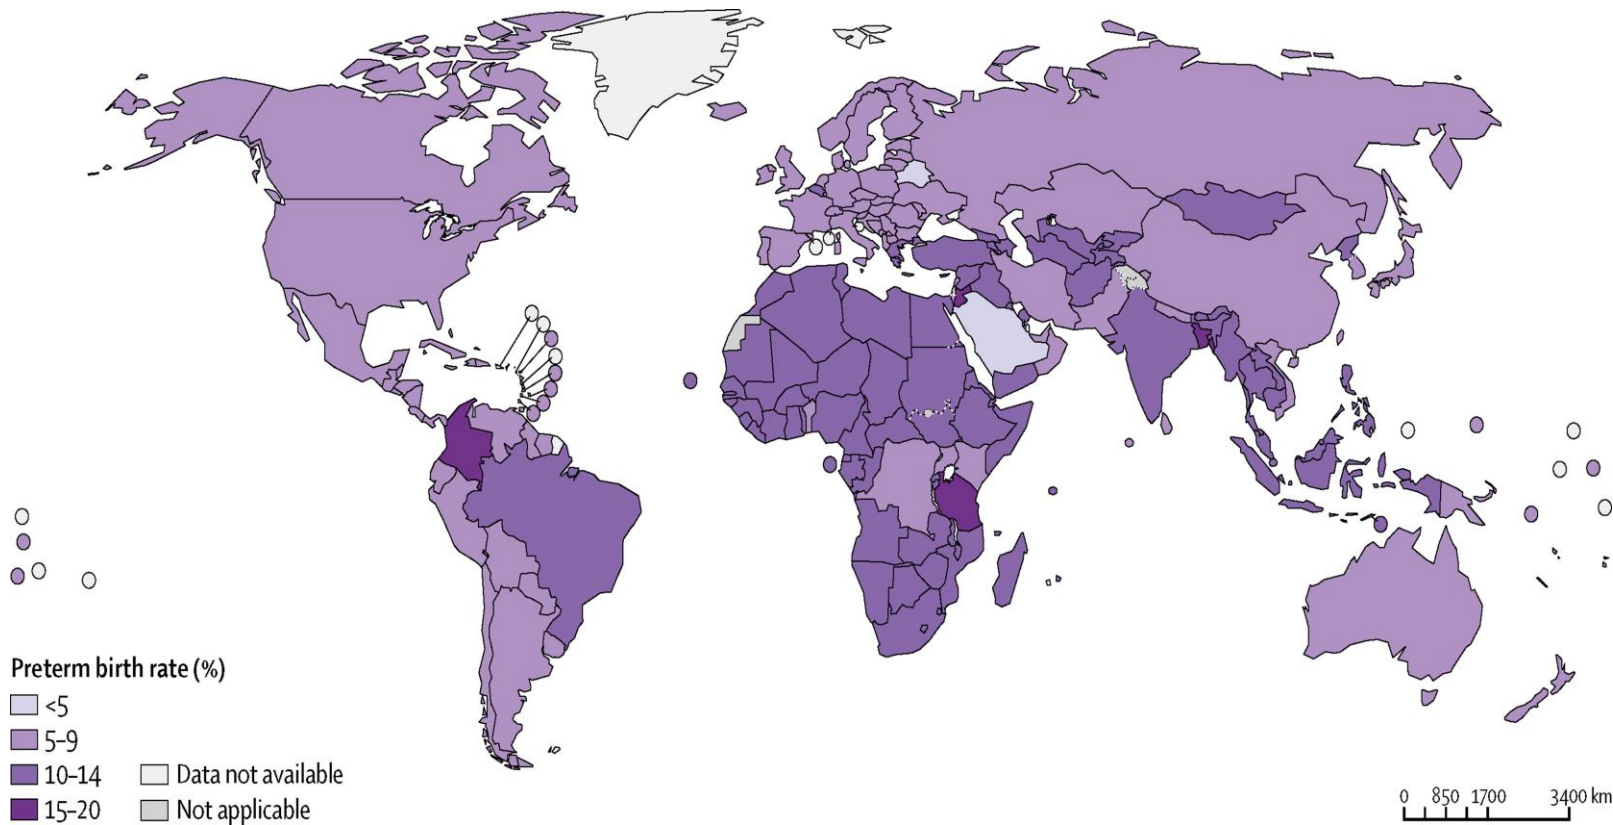 Preterm birth rate (%)
<5
5–9
10–14
15–20
Data not available
Not applicable
0 850 1700 3400 km